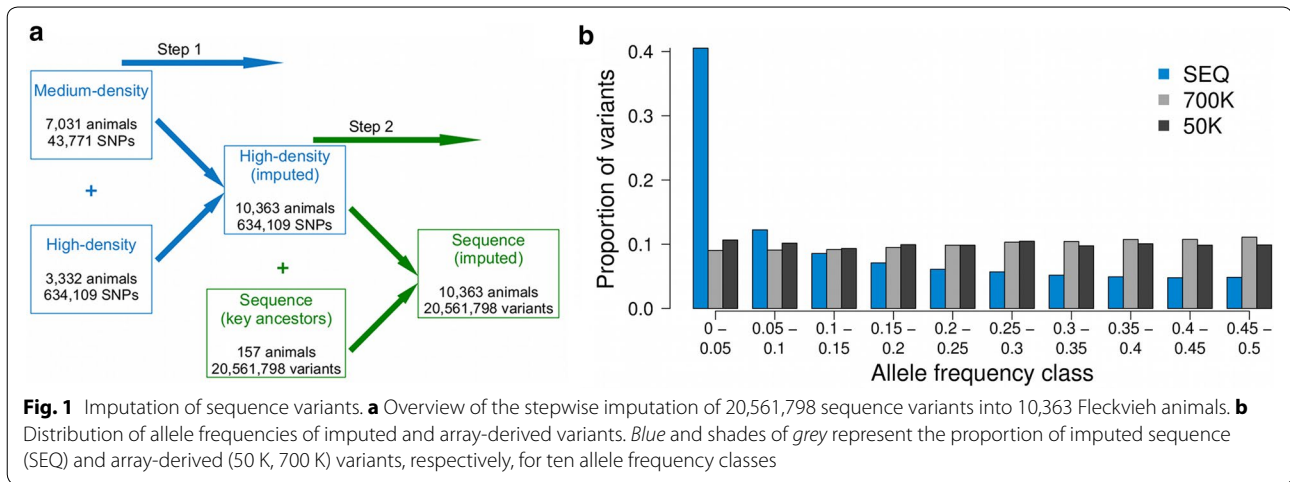 a
Step 1
Medium-density
7,031 animals
43,771 SNPs
+
High-density
3,332 animals
634,109 SNPs
Step 2
High-density
(imputed)
10,363 animals
634,109 SNPs
+
Sequence
(key ancestors)
157 animals
20,561,798 variants
Sequence
(imputed)
10,363 animals
20,561,798 variants
b
Proportion of variants
0.4
0.3
0.2
0.1
0.0
SEQ
700K
50K
0 –
0.05
0.05 –
0.1
0.1 –
0.15
0.15 –
0.2
0.2 –
0.25
0.25 –
0.3
0.3 –
0.35
0.35 –
0.4
0.4 –
0.45
0.45 –
0.5
Allele frequency class
Fig. 1 Imputation of sequence variants. a Overview of the stepwise imputation of 20,561,798 sequence variants into 10,363 Fleckvieh animals. b
Distribution of allele frequencies of imputed and array-derived variants. Blue and shades of grey represent the proportion of imputed sequence
(SEQ) and array-derived (50 K, 700 K) variants, respectively, for ten allele frequency classes